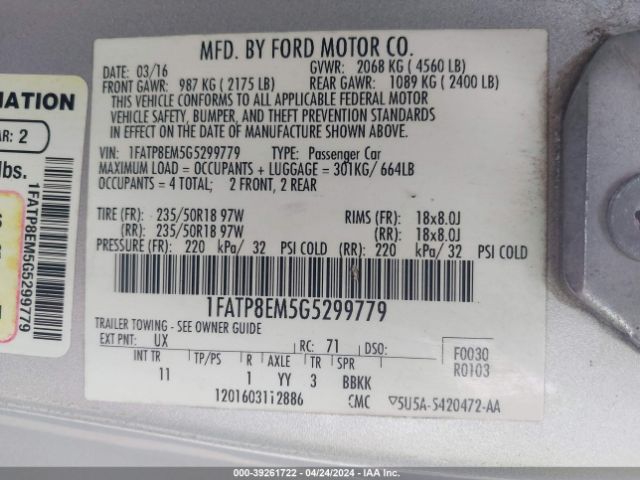 MFD. BY FORD MOTOR CO.
DATE: 03/16 GVWR: 2068 KG ( 4560 LB)
FRONT GAWR: 987 KG ( 2175 LB) REAR GAWR: 1089 KG ( 2400 LB)
THIS VEHICLE CONFORMS TO ALL APPLICABLE FEDERAL MOTOR
VEHICLE SAFETY, BUMPER, AND THEFT PREVENTION STANDARDS
IN EFFECT ON THE DATE OF MANUFACTURE SHOWN ABOVE.
VIN: 1FATP8EM5G5299779 TYPE: Passenger Car
MAXIMUM LOAD = OCCUPANTS + LUGGAGE = 301KG/ 664LB
OCCUPANTS = 4 TOTAL; 2 FRONT, 2 REAR
TIRE (FR): 235/50R18 97W RIMS (FR): 18x8.0J
(RR): 235/50R18 97W (RR): 18x8.0J
PRESSURE (FR): 220 kPa/ 32 PSI COLD (RR): 220 kPa/ 32 PSI COLD
1FATP8EM5G5299779
TRAILER TOWING - SEE OWNER GUIDE
EXT PNT: UX RC: 71 DSO: F0030
R0103
INT TR TP/PS R AXLE TR SPR
11 1 YY 3 BBKK
CMC 5U5A-5420472-AA
MATION
AR: 2
lbs.
1FATP8EM5G5299779
000-39261722 - 04/24/2024 - IAA Inc.